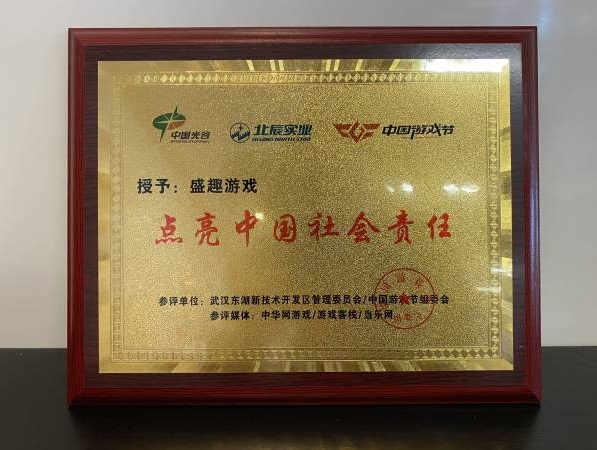 中国光谷
北辰实业
中国游戏节
授予：盛趣游戏
点亮中国社会责任
参评单位：武汉东湖新技术开发区管理委员会/中国游戏节组委会
参评媒体：中华网游戏/游戏客栈/当乐网